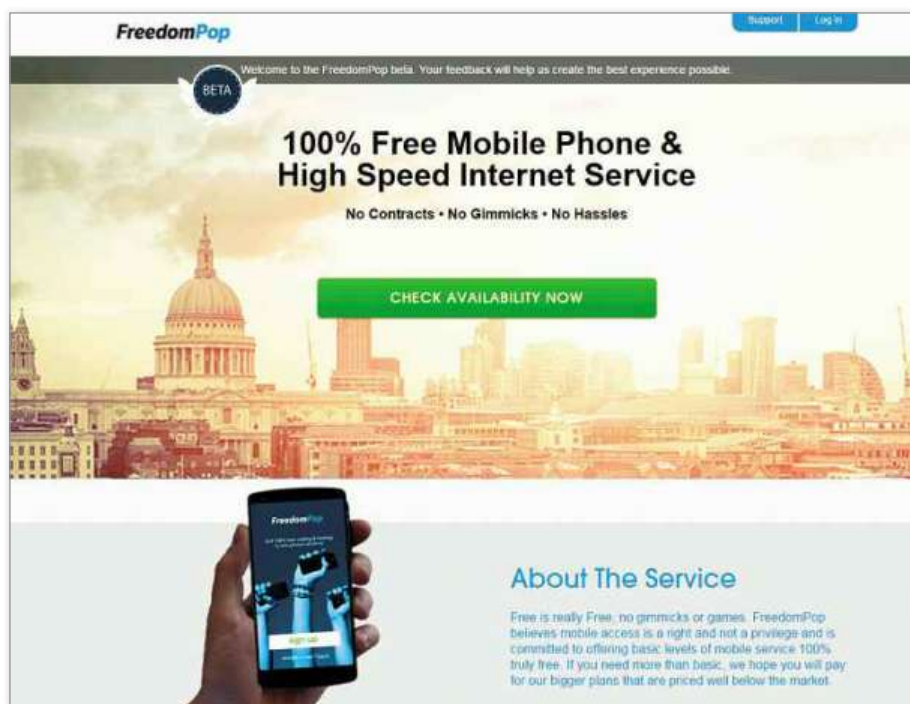 FreedomPop
Support
Log In
Welcome to the FreedomPop beta. Your feedback will help us create the best experience possible.
BETA
100% Free Mobile Phone &
High Speed Internet Service
No Contracts • No Gimmicks • No Hassles
CHECK AVAILABILITY NOW
FreedomPop
sign up
About The Service
Free is really Free, no gimmicks or games. FreedomPop
believes mobile access is a right and not a privilege and is
committed to offering basic levels of mobile service 100%
truly free. If you need more than basic, we hope you will pay
for our bigger plans that are priced well below the market.